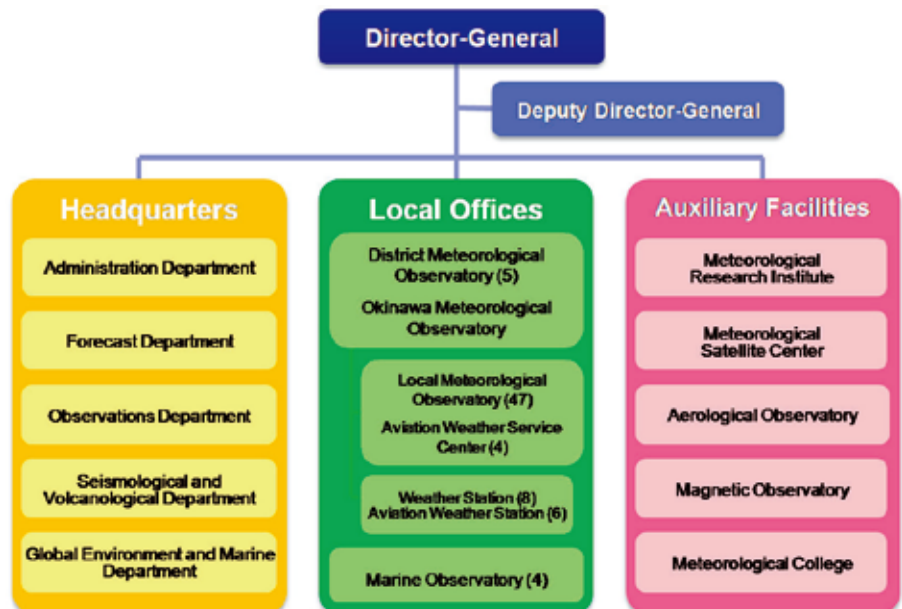 Director-General
Deputy Director-General
Headquarters
Administration Department
Forecast Department
Observations Department
Seismological and
Volcanological Department
Global Environment and Marine
Department
Local Offices
District Meteorological
Observatory (5)
Okinawa Meteorological
Observatory
Local Meteorological
Observatory (47)
Aviation Weather Service
Center (4)
Weather Station (8)
Aviation Weather Station (6)
Marine Observatory (4)
Auxiliary Facilities
Meteorological
Research Institute
Meteorological
Satellite Center
Aerological Observatory
Magnetic Observatory
Meteorological College